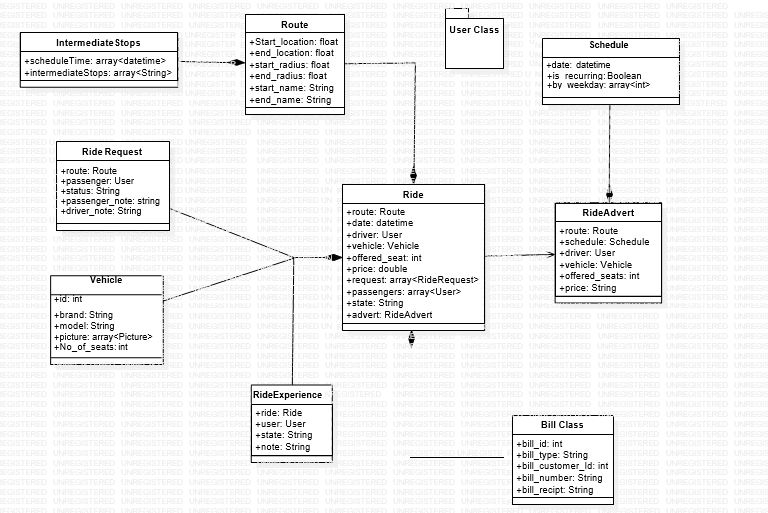 IntermediateStops
+scheduleTime: array<datetime>
+intermediateStops: array<String>
Route
+Start_location: float
+end_location: float
+start_radius: float
+end_radius: float
+start_name: String
+end_name: String
User Class
Schedule
+date: datetime
+is_recurring:Boolean
+by_weekday: array<int>
Ride Request
+route: Route
+passenger: User
+status: String
+passenger_note: string
+driver_note: String
Ride
+route: Route
+date: datetime
+driver: User
+vehicle: Vehicle
+offered_seat: int
+price: double
+request: array<RideRequest>
+passengers: array<User>
+state: String
+advert: RideAdvert
RideAdvert
+route: Route
+schedule: Schedule
+driver: User
+vehicle: Vehicle
+offered_seats: int
+price: String
Vehicle
+id: int
+brand: String
+model: String
+picture: array<Picture>
+No_of_seats: int
RideExperience
+ride: Ride
+user: User
+state: String
+note: String
Bill Class
+bill_id: int
+bill_type: String
+bill_customer_Id: int
+bill_number: String
+bill_recipt: String
UNREGISTERED